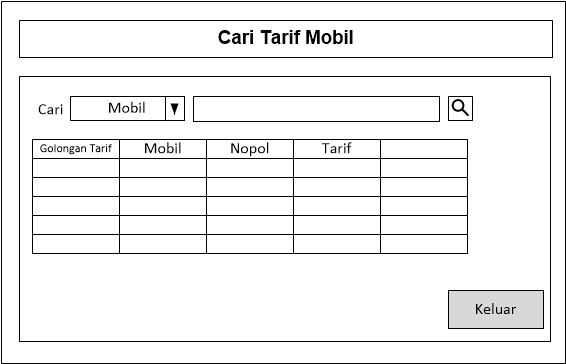 Cari Tarif Mobil
Cari Mobil
Golongan Tarif Mobil Nopol Tarif
Keluar